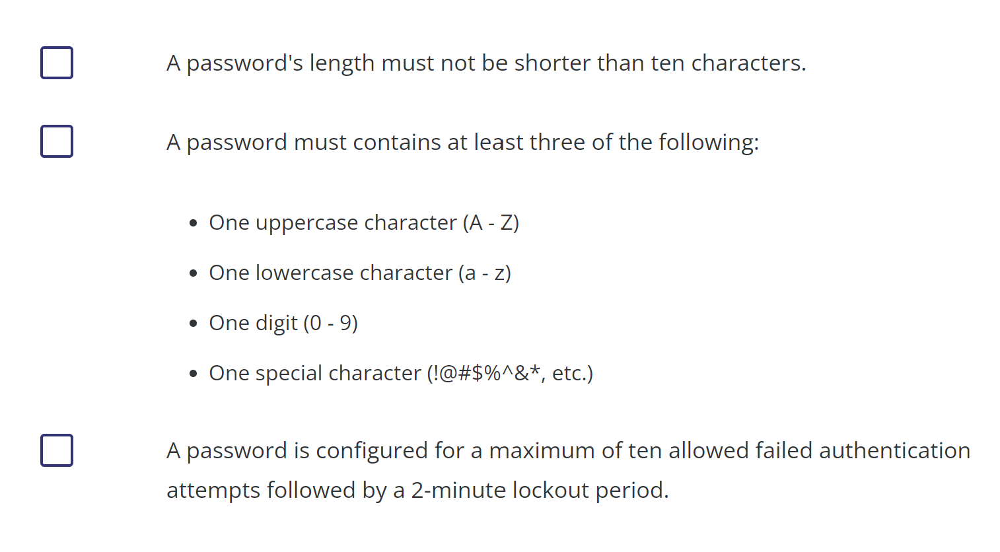 A password's length must not be shorter than ten characters.
A password must contains at least three of the following:
• One uppercase character (A - Z)
• One lowercase character (a - z)
• One digit (0 - 9)
• One special character (!@#$%^&*, etc.)
A password is configured for a maximum of ten allowed failed authentication
attempts followed by a 2-minute lockout period.